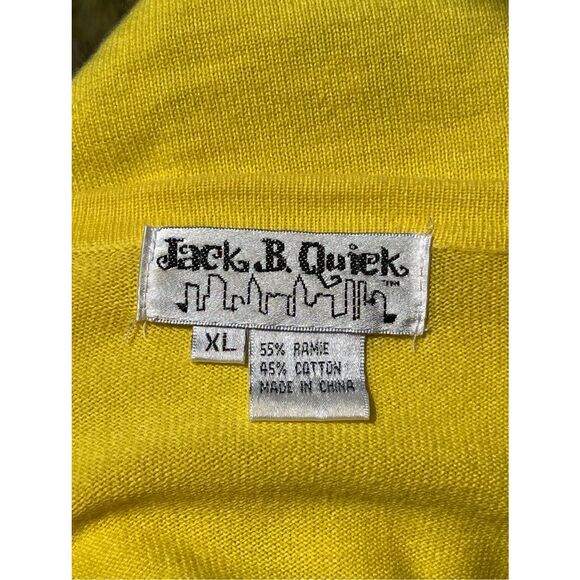 Jack B. Quick
™
XL
55% RAMIE
45% COTTON
MADE IN CHINA